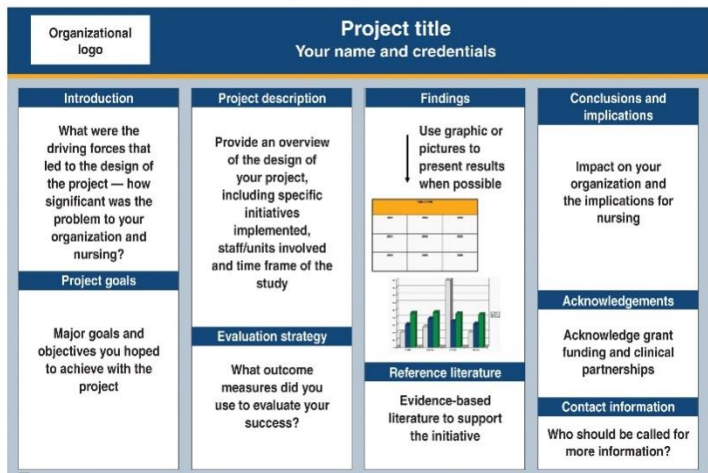 Organizational
logo
Project title
Your name and credentials
Introduction
What were the
driving forces that
led to the design of
the project — how
significant was the
problem to your
organization and
nursing?
Project goals
Major goals and
objectives you hoped
to achieve with the
project
Project description
Provide an overview
of the design of
your project,
including specific
initiatives
implemented,
staff/units involved
and time frame of the
study
Evaluation strategy
What outcome
measures did you
use to evaluate your
success?
Findings
Use graphic or
pictures to
present results
when possible
Reference literature
Evidence-based
literature to support
the initiative
Conclusions and
implications
Impact on your
organization and
the implications for
nursing
Acknowledgements
Acknowledge grant
funding and clinical
partnerships
Contact information
Who should be called for
more information?